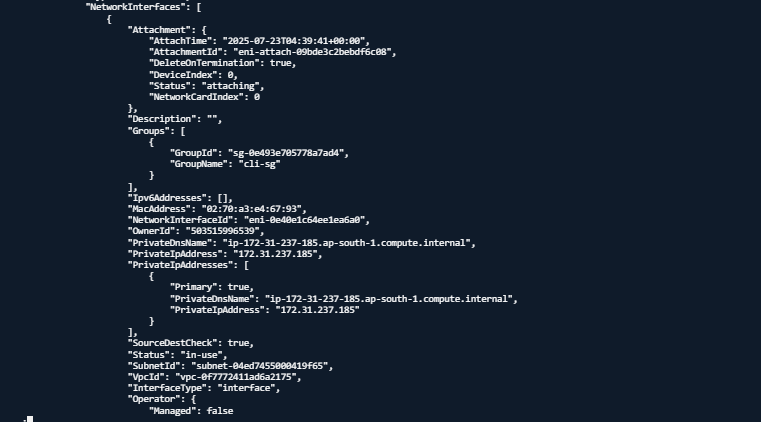 "NetworkInterfaces": [
{
"Attachment": {
"AttachTime": "2025-07-23T04:39:41+00:00",
"AttachmentId": "eni-attach-09bde3c2bebdf6c08",
"DeleteOnTermination": true,
"DeviceIndex": 0,
"Status": "attaching",
"NetworkCardIndex": 0
},
"Description": "",
"Groups": [
{
"GroupId": "sg-0e493e705778a7ad4",
"GroupName": "cli-sg"
}
],
"Ipv6Addresses": [],
"MacAddress": "02:70:a3:e4:67:93",
"NetworkInterfaceId": "eni-0e40e1c64ee1ea6a0",
"OwnerId": "503515996539",
"PrivateDnsName": "ip-172-31-237-185.ap-south-1.compute.internal",
"PrivateIpAddress": "172.31.237.185",
"PrivateIpAddresses": [
{
"Primary": true,
"PrivateDnsName": "ip-172-31-237-185.ap-south-1.compute.internal",
"PrivateIpAddress": "172.31.237.185"
}
],
"SourceDestCheck": true,
"Status": "in-use",
"SubnetId": "subnet-04ed7455000419f65",
"VpcId": "vpc-0f7772411ad6a2175",
"InterfaceType": "interface",
"Operator": {
"Managed": false
: